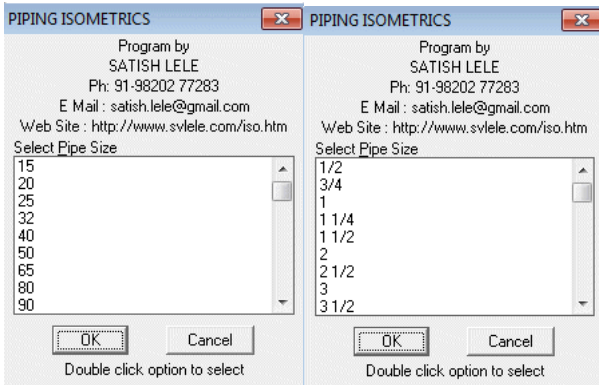 PIPING ISOMETRICS
Program by
SATISH LELE
Ph: 91-98202 77283
E Mail : satish.lele@gmail.com
Web Site : http://www.svlele.com/iso.htm
Select Pipe Size
15
20
25
32
40
50
65
80
90
OK
Cancel
Double click option to select
PIPING ISOMETRICS
Program by
SATISH LELE
Ph: 91-98202 77283
E Mail : satish.lele@gmail.com
Web Site : http://www.svlele.com/iso.htm
Select Pipe Size
1/2
3/4
1
1 1/4
1 1/2
2
2 1/2
3
3 1/2
OK
Cancel
Double click option to select